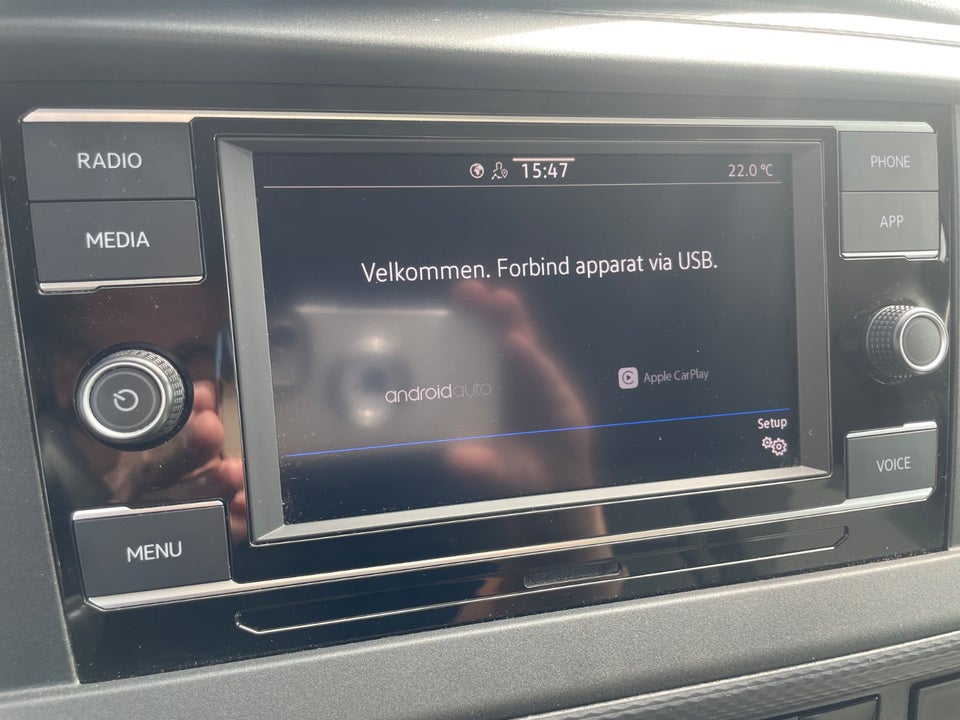 RADIO
MEDIA
MENU
15:47
22.0 °C
Velkommen. Forbind apparat via USB.
androidauto
Apple CarPlay
Setup
PHONE
APP
VOICE